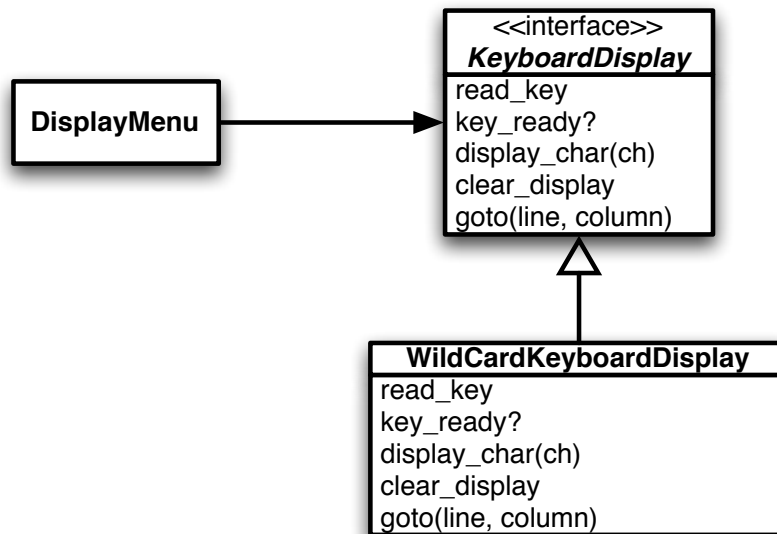 <<interface>>
KeyboardDisplay
read_key
key_ready?
display_char(ch)
clear_display
goto(line, column)
DisplayMenu
WildCardKeyboardDisplay
read_key
key_ready?
display_char(ch)
clear_display
goto(line, column)